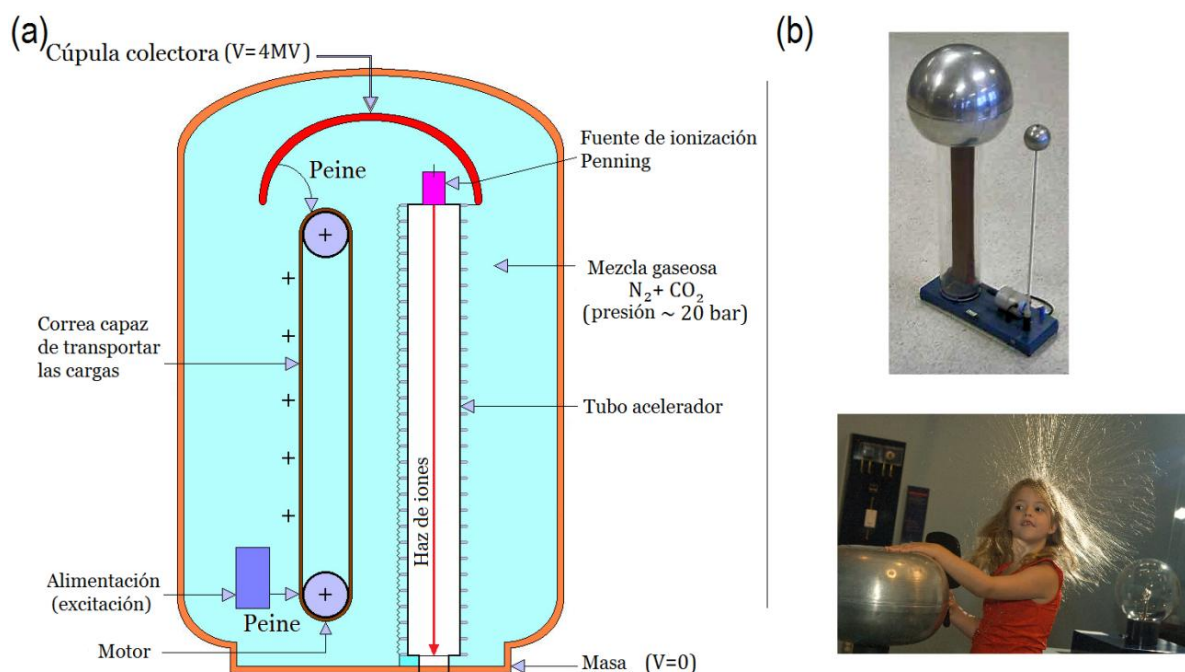 (a)
Cúpula colectora (V=4MV)
Peine
Fuente de ionización
Penning
+
+
+
+
+
+
Mezcla gaseosa
N₂+ CO₂
(presión ~ 20 bar)
Correa capaz
de transportar
las cargas
Tubo acelerador
Haz de iones
Alimentación
(excitación)
Peine
+
Motor
Masa (V=0)
(b)